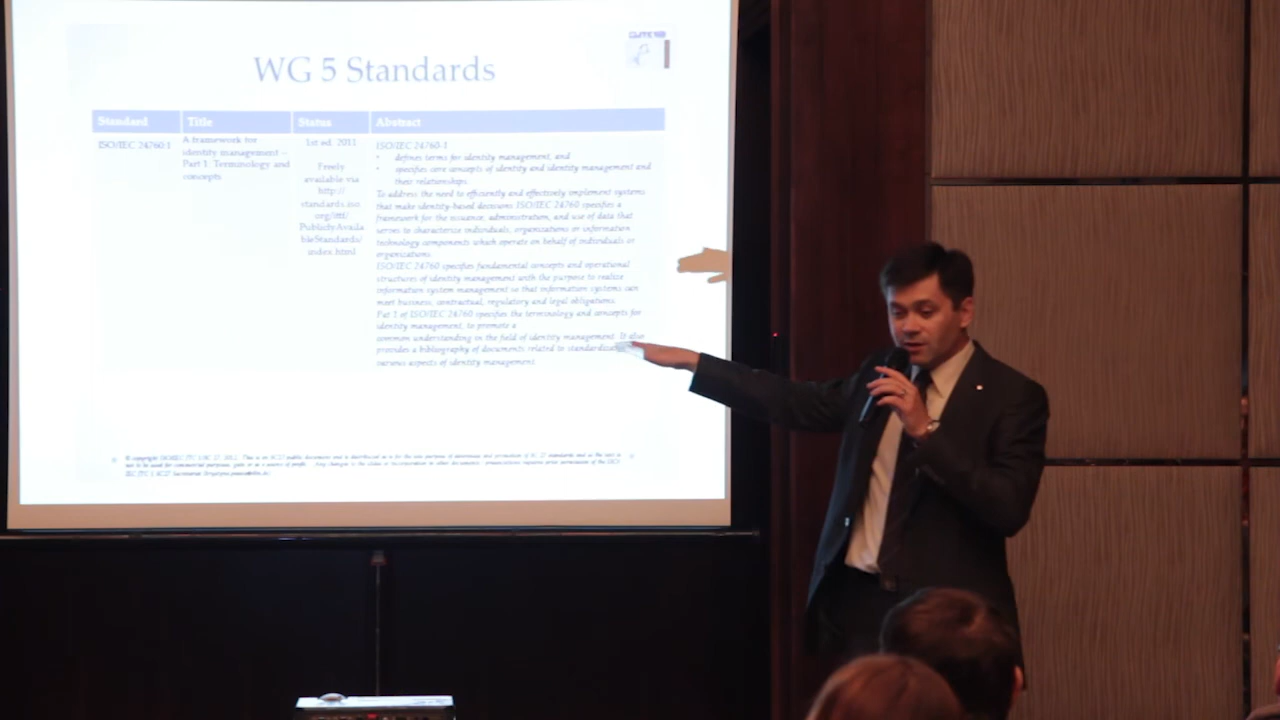 WG 5 Standards
Standard Title Status Abstract
ISO/IEC 24760-1
A framework for
identity management –
Part 1: Terminology and
concepts
1st ed. 2011
Freely
available via
http://
standards.iso.
org/ittf/
PubliclyAvaila
bleStandards/
index.html
ISO/IEC 24760-1
• defines terms for identity management, and
• specifies core concepts of identity and identity management and
their relationships.
To address the need to efficiently and effectively implement systems
that make identity-based decisions ISO/IEC 24760 specifies a
framework for the issuance, administration, and use of data that
serves to characterize individuals, organizations or information
technology components which operate on behalf of individuals or
organizations.
ISO/IEC 24760 specifies fundamental concepts and operational
structures of identity management with the purpose to realize
information system management so that information systems can
meet business, contractual, regulatory and legal obligations.
Pat 1 of ISO/IEC 24760 specifies the terminology and concepts for
identity management, to promote a
common understanding in the field of identity management. It also
provides a bibliography of documents related to
various aspects of identity management.